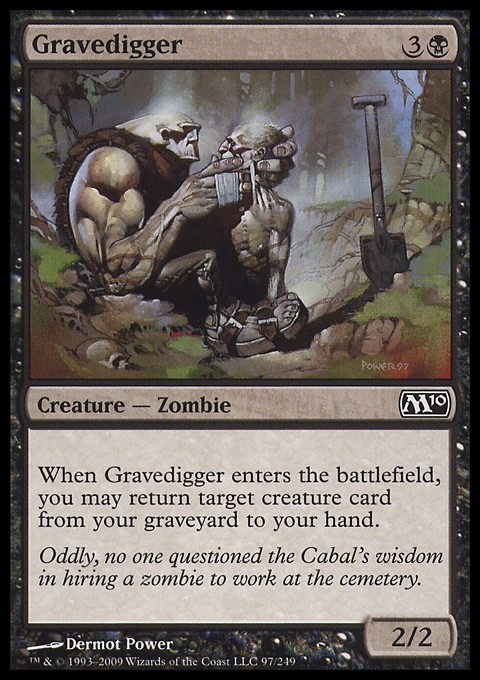 Gravedigger 3
POWER 97
Creature — Zombie M10
When Gravedigger enters the battlefield,
you may return target creature card
from your graveyard to your hand.
Oddly, no one questioned the Cabal's wisdom
in hiring a zombie to work at the cemetery.
2/2
Dermot Power
™ & © 1993–2009 Wizards of the Coast LLC 97/249